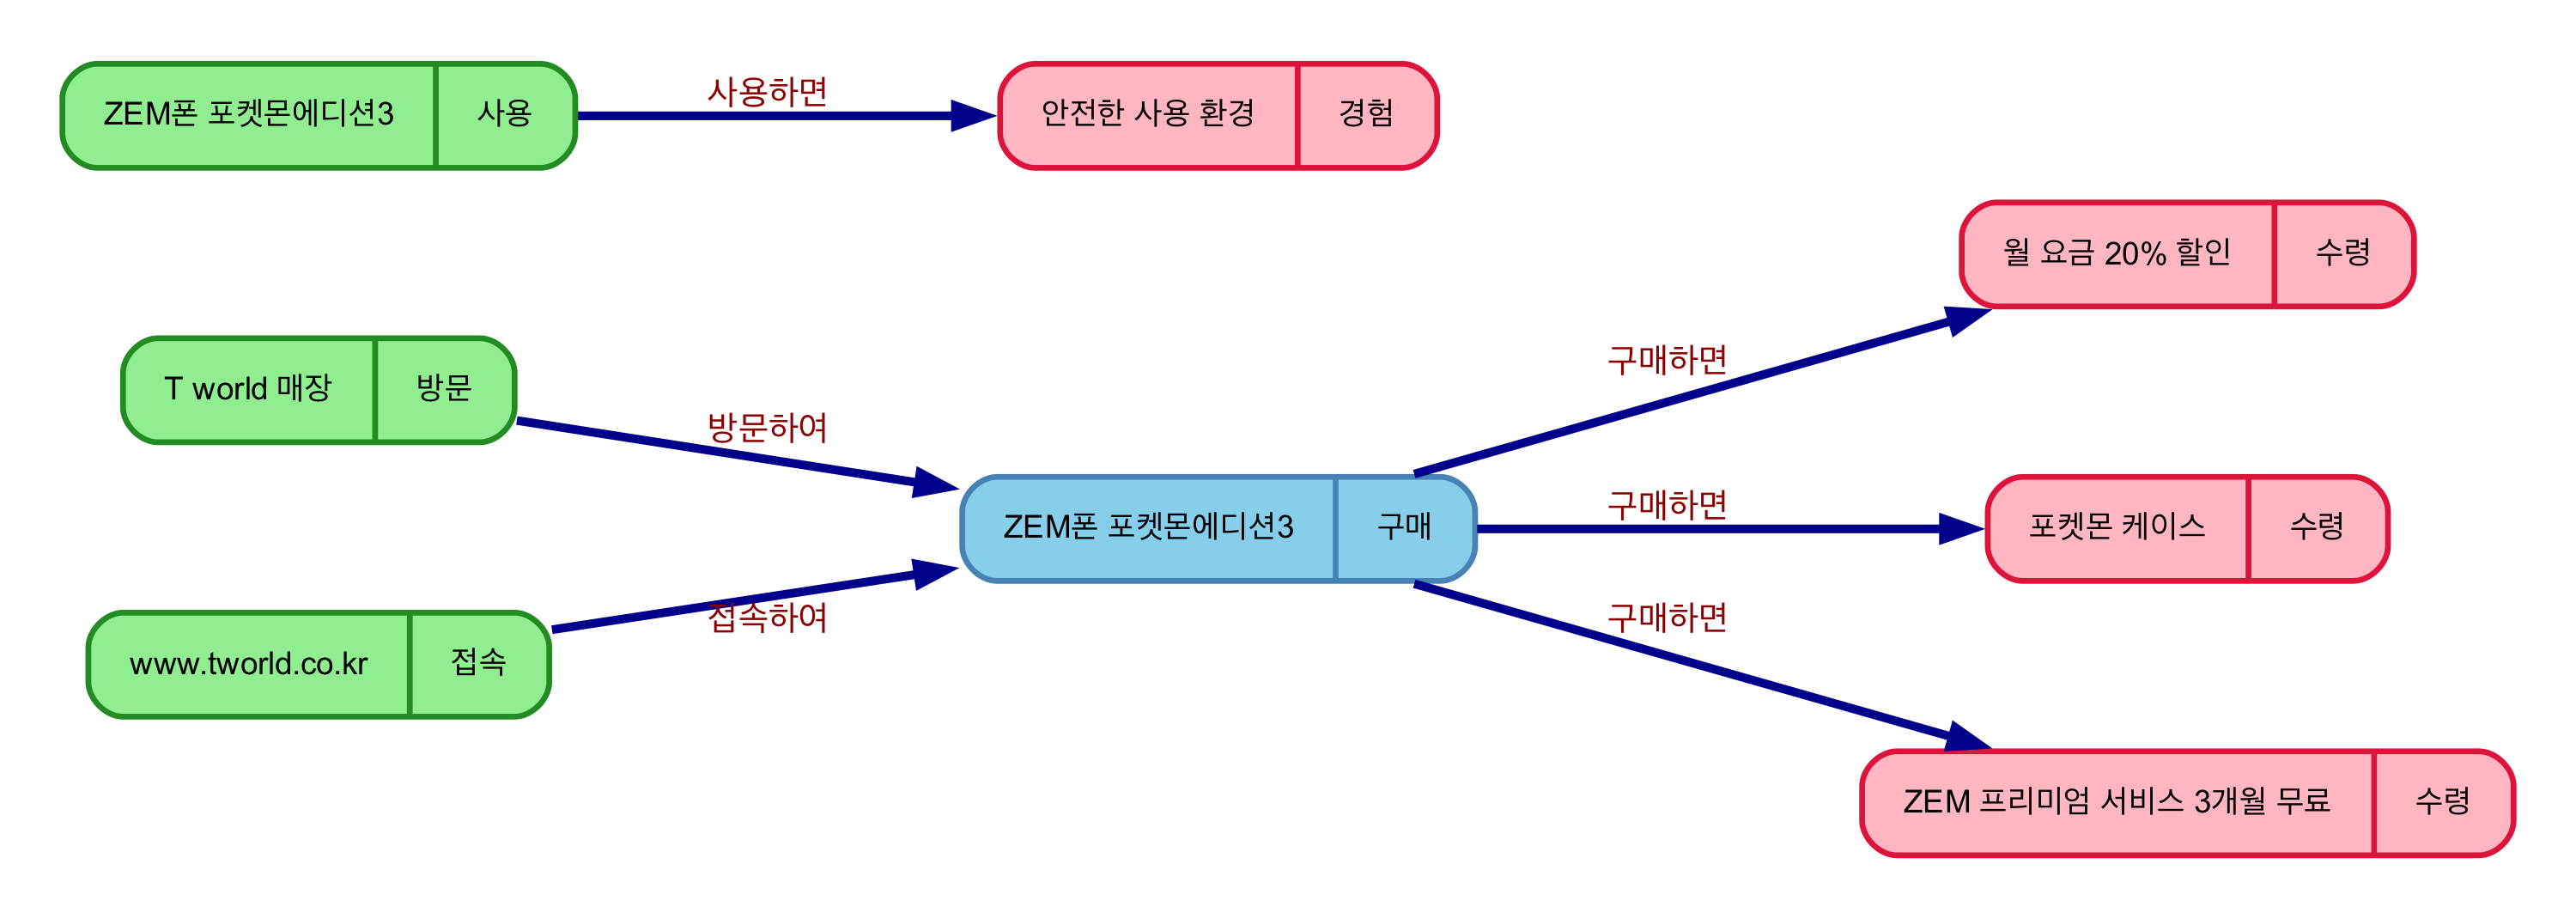 ZEM폰 포켓몬에디션3 사용
사용하면
안전한 사용 환경 경험
월 요금 20% 할인 수령
구매하면
T world 매장 방문
방문하여
ZEM폰 포켓몬에디션3 구매
구매하면
포켓몬 케이스 수령
www.tworld.co.kr 접속
접속하여
구매하면
ZEM 프리미엄 서비스 3개월 무료 수령